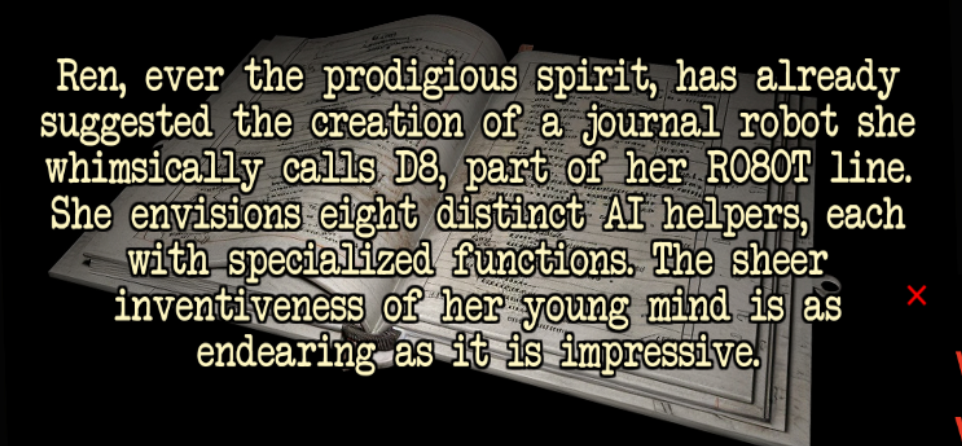 Ren, ever the prodigious spirit, has already
suggested the creation of a journal robot she
whimsically calls D8, part of her RO8OT line.
She envisions eight distinct AI helpers, each
with specialized functions. The sheer
inventiveness of her young mind is as
endearing as it is impressive.